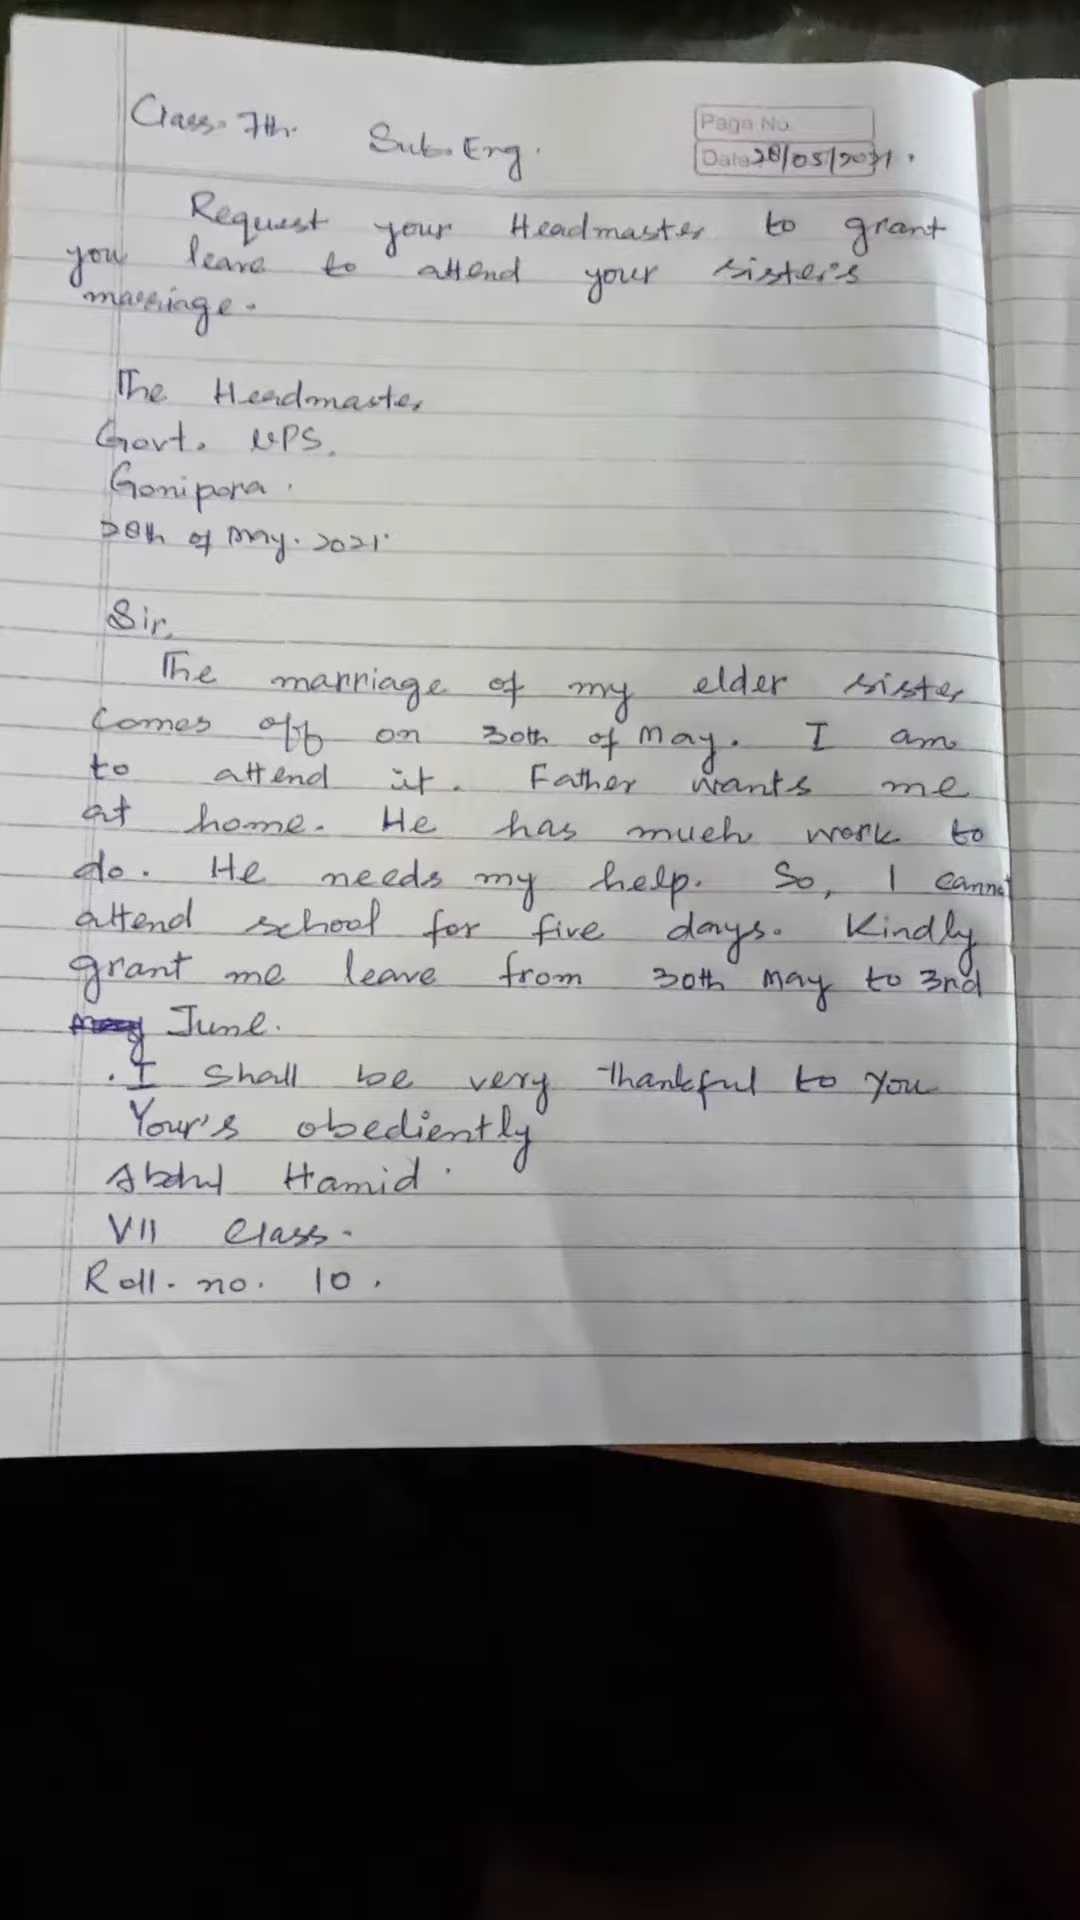 Class. 7th.
Sub. Eng.
Page No.
Date 28/05/2021.
Request your Headmaster to grant
you leave to attend your sister's
marriage.
The Headmaster
Govt. UPS.
Gonipora.
28th of May. 2021.
Sir,
The marriage of my elder sister
comes off on 30th of May. I am
to attend it. Father wants me
at home. He has much work to
do. He needs my help. So, I cannot
attend school for five days. Kindly
grant me leave from 30th May to 3rd
June.
. I shall be very thankful to you
Your's obediently
Abdul Hamid.
VII Class.
Roll. no. 10.